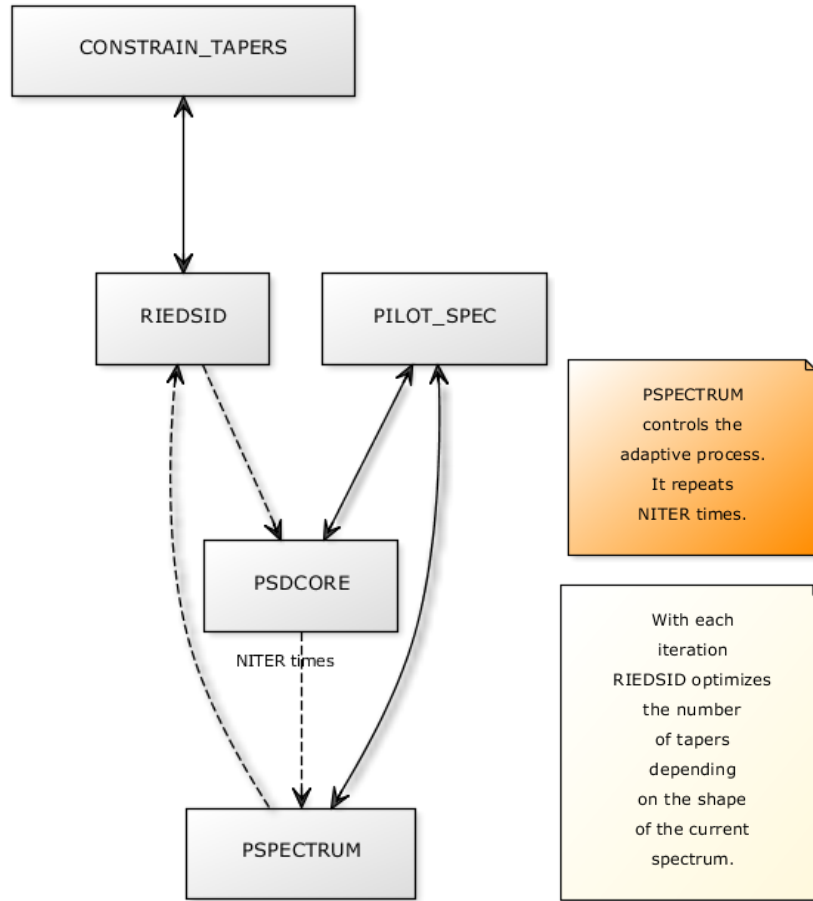 CONSTRAIN_TAPERS
RIEDSID
PILOT_SPEC
PSPECTRUM
controls the
adaptive process.
It repeats
NITER times.
PSDCORE
NITER times
With each
iteration
RIEDSID optimizes
the number
of tapers
depending
on the shape
of the current
spectrum.
PSPECTRUM